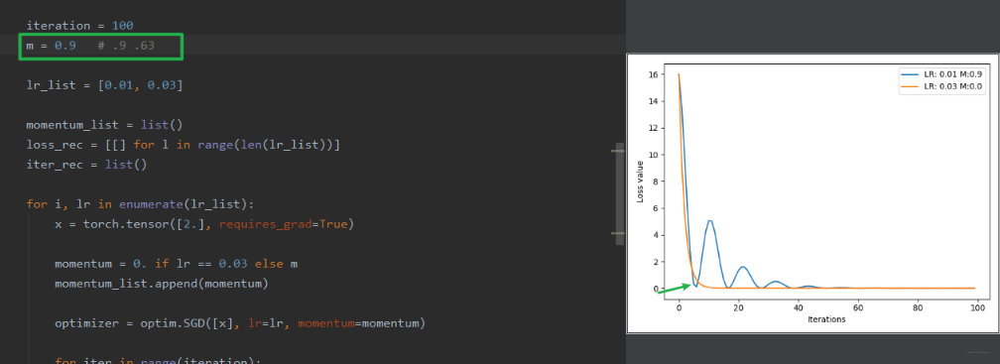 iteration = 100
m = 0.9   # .9 .63
lr_list = [0.01, 0.03]
momentum_list = list()
loss_rec = [[] for l in range(len(lr_list))]
iter_rec = list()
for i, lr in enumerate(lr_list):
    x = torch.tensor([2.], requires_grad=True)
    momentum = 0. if lr == 0.03 else m
    momentum_list.append(momentum)
    optimizer = optim.SGD([x], lr=lr, momentum=momentum)
    for iter in range(iteration):
LR: 0.01 M:0.9
LR: 0.03 M:0.0
Loss value
16
14
12
10
8
6
4
2
0
0 20 40 60 80 100
Iterations